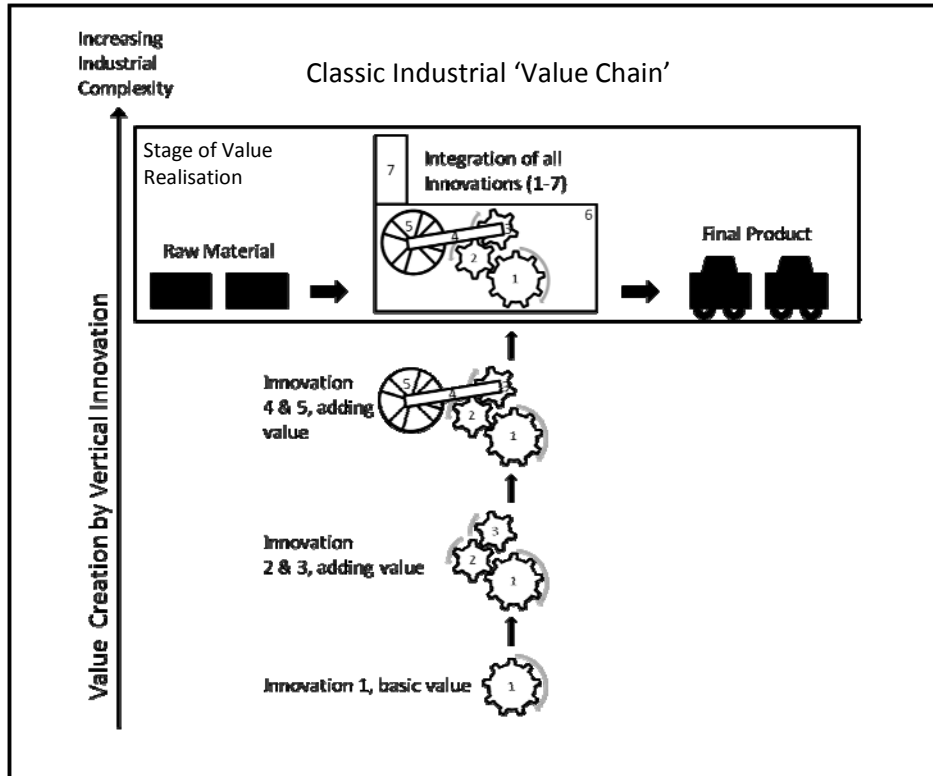 Increasing
Industrial
Complexity
Classic Industrial ‘Value Chain’
Stage of Value
Realisation
7
Integration of all
Innovations (1-7)
6
5
4
3
2
1
Raw Material
Final Product
Innovation
4 & 5, adding
value
5
4
3
2
1
Innovation
2 & 3, adding value
3
2
1
Innovation 1, basic value
1
Value Creation by Vertical Innovation